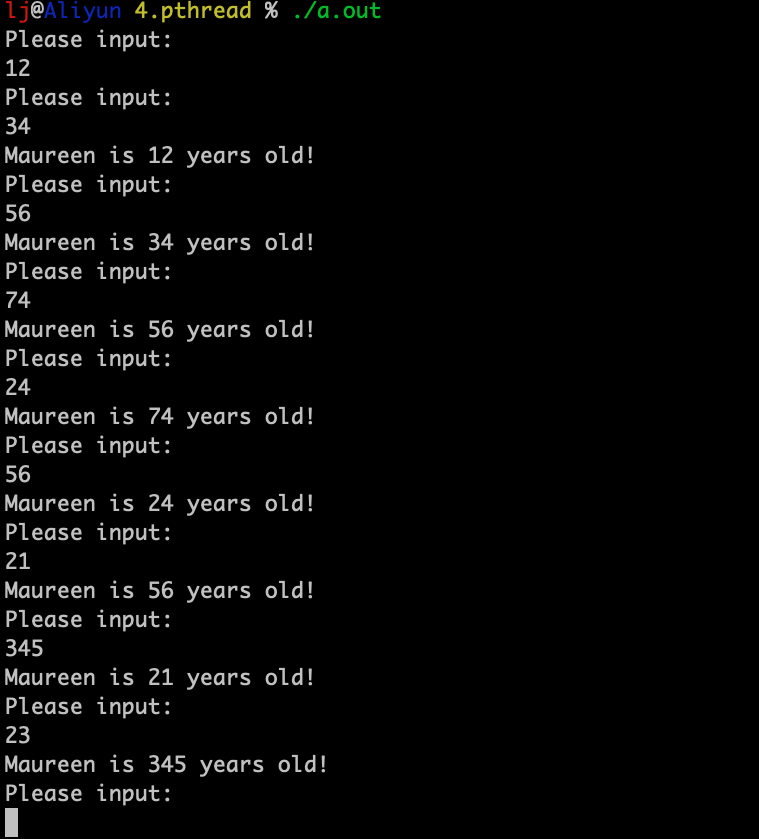 lj@Aliyun 4.pthread % ./a.out
Please input:
12
Please input:
34
Maureen is 12 years old!
Please input:
56
Maureen is 34 years old!
Please input:
74
Maureen is 56 years old!
Please input:
24
Maureen is 74 years old!
Please input:
56
Maureen is 24 years old!
Please input:
21
Maureen is 56 years old!
Please input:
345
Maureen is 21 years old!
Please input:
23
Maureen is 345 years old!
Please input: